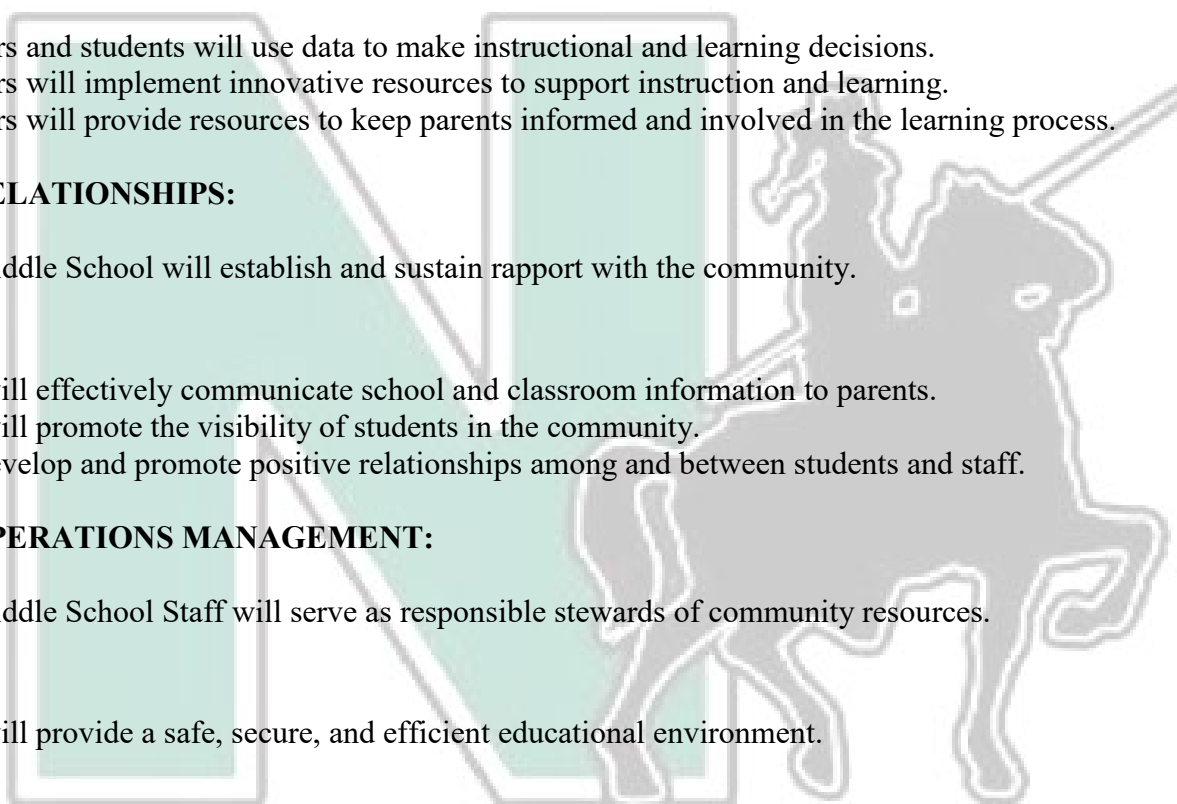 rs and students will use data to make instructional and learning decisions.
rs will implement innovative resources to support instruction and learning.
rs will provide resources to keep parents informed and involved in the learning process.
ELATIONSHIPS:
ddle School will establish and sustain rapport with the community.
ill effectively communicate school and classroom information to parents.
ill promote the visibility of students in the community.
evelop and promote positive relationships among and between students and staff.
PERATIONS MANAGEMENT:
ddle School Staff will serve as responsible stewards of community resources.
ill provide a safe, secure, and efficient educational environment.
N